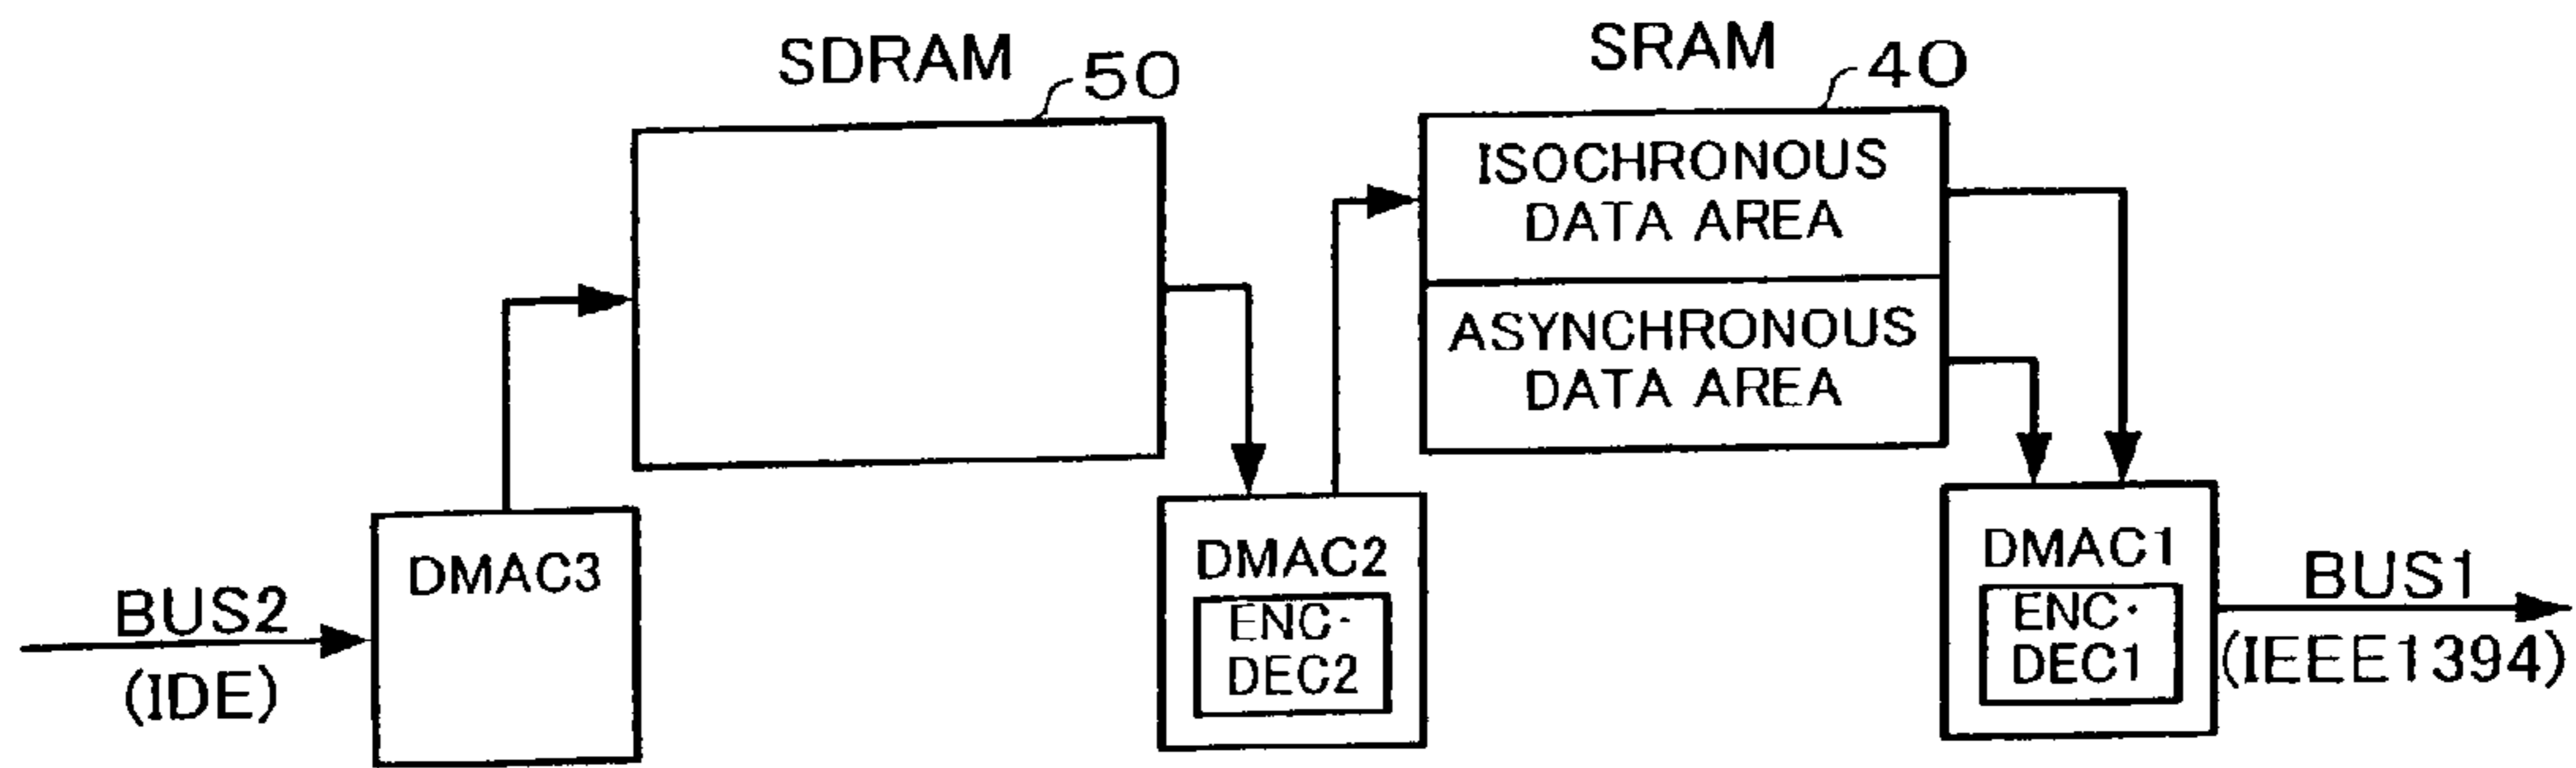 SDRAM
50
SRAM
40
ISOCHRONOUS
DATA AREA
ASYNCHRONOUS
DATA AREA
BUS2
(IDE)
DMAC3
DMAC2
ENC·
DEC2
DMAC1
ENC·
DEC1
BUS1
(IEEE1394)